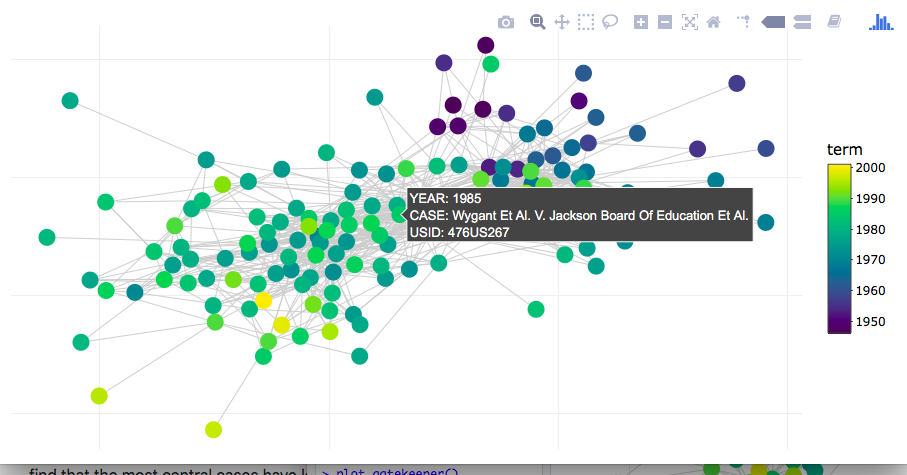 term
2000
1990
1980
1970
1960
1950
YEAR: 1985
CASE: Wygant Et Al. V. Jackson Board Of Education Et Al.
USID: 476US267
find that the most central cases have
> plot_gatekeeper()